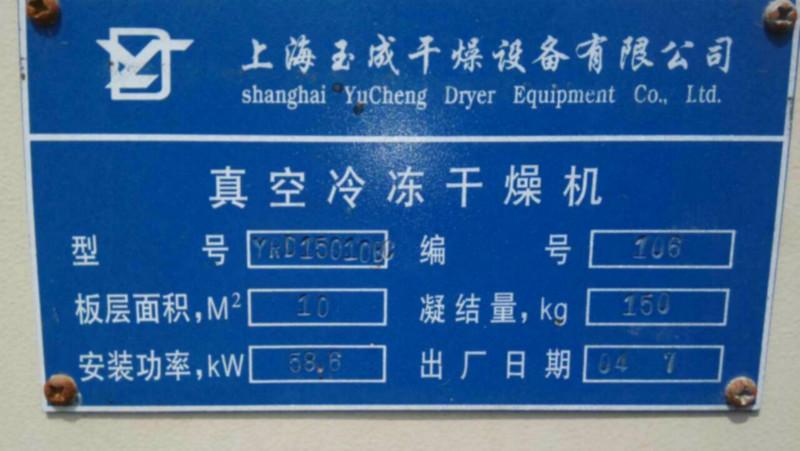 上海玉成干燥设备有限公司
shanghai YuCheng Dryer Equipment Co., Ltd.
真空冷冻干燥机
型号 编号 106
板层面积,M² 10 凝结量,kg 150
安装功率,kW 58.6 出厂日期 04 7